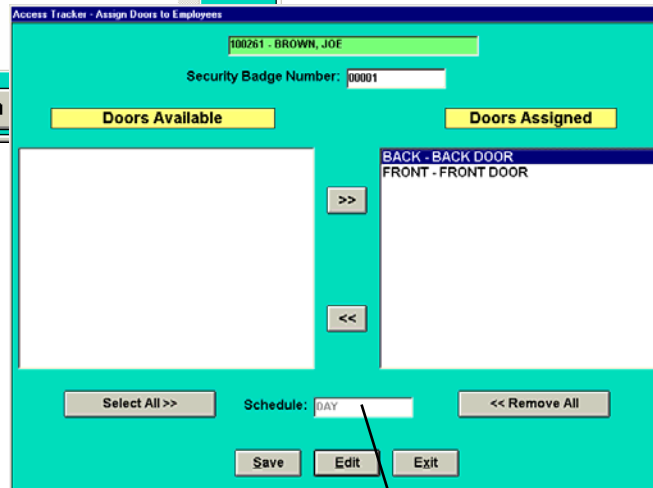 Access Tracker - Assign Doors to Employees
100261 - BROWN, JOE
Security Badge Number: 00001
Doors Available
Doors Assigned
BACK - BACK DOOR
FRONT - FRONT DOOR
>>
<<
Select All >>
Schedule: DAY
<< Remove All
Save
Edit
Exit